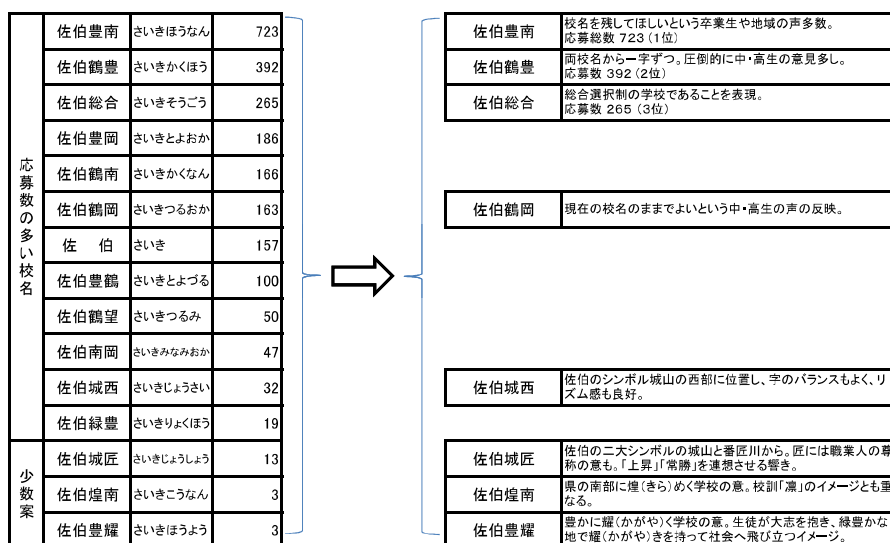 応募数の多い校名
佐伯豊南 さいきほうなん 723
佐伯鶴豊 さいきかくほう 392
佐伯総合 さいきそうごう 265
佐伯豊岡 さいきとよおか 186
佐伯鶴南 さいきかくなん 166
佐伯鶴岡 さいきつるおか 163
佐 伯 さいき 157
佐伯豊鶴 さいきとよづる 100
佐伯鶴望 さいきつるみ 50
佐伯南岡 さいきみなみおか 47
佐伯城西 さいきじょうさい 32
佐伯緑豊 さいきりょくほう 19
少数案
佐伯城匠 さいきじょうしょう 13
佐伯煌南 さいきこうなん 3
佐伯豊耀 さいきほうよう 3
佐伯豊南
校名を残してほしいという卒業生や地域の声多数。
応募総数 723(1位)
佐伯鶴豊
両校名から一字ずつ。圧倒的に中・高生の意見多し。
応募数 392(2位)
佐伯総合
総合選択制の学校であることを表現。
応募数 265(3位)
佐伯鶴岡
現在の校名のままでよいという中・高生の声の反映。
佐伯城西
佐伯のシンボル城山の西部に位置し、字のバランスもよく、リ
ズム感も良好。
佐伯城匠
佐伯の二大シンボルの城山と番匠川から。匠には職業人の尊
称の意も。「上昇」「常勝」を連想させる響き。
佐伯煌南
県の南部に煌(きら)めく学校の意。校訓「凛」のイメージとも重
なる。
佐伯豊耀
豊かに耀(かがや)く学校の意。生徒が大志を抱き、緑豊かな
地で耀(かがや)きを持って社会へ飛び立つイメージ。